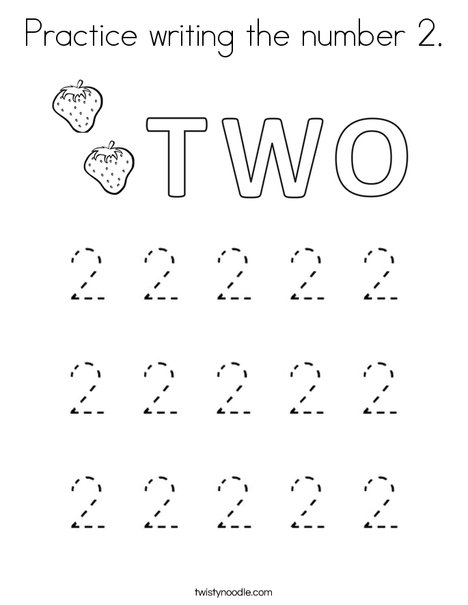 Practice writing the number 2.
TWO
2 2 2 2 2
2 2 2 2 2
2 2 2 2 2
twistynoodle.com